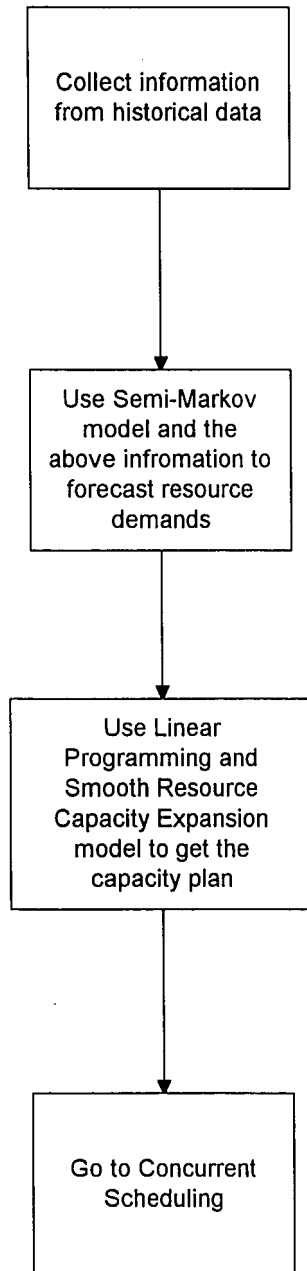 Collect information
from historical data
Use Semi-Markov
model and the
above infromation to
forecast resource
demands
Use Linear
Programming and
Smooth Resource
Capacity Expansion
model to get the
capacity plan
Go to Concurrent
Scheduling